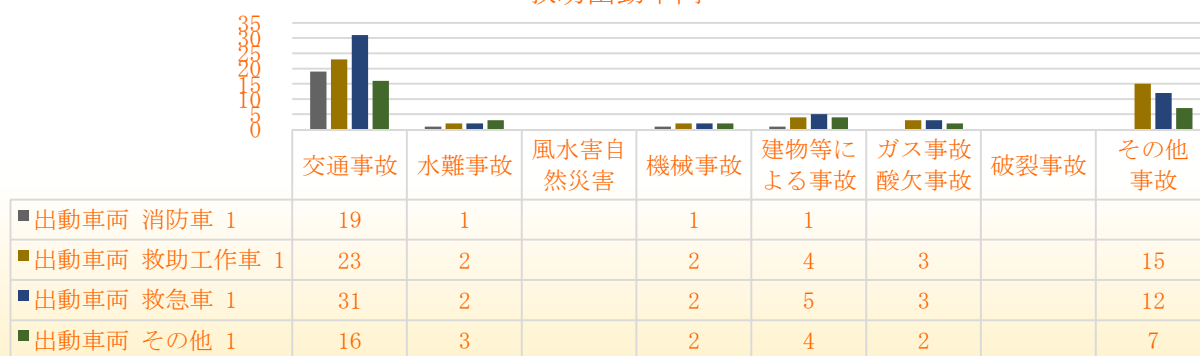 35
30
25
20
15
10
5
0
交通事故 水難事故 風水害自然災害 機械事故 建物等による事故 ガス事故酸欠事故 破裂事故 その他事故
出動車両 消防車 1 19 1 1 1
出動車両 救助工作車 1 23 2 2 4 3 15
出動車両 救急車 1 31 2 2 5 3 12
出動車両 その他 1 16 3 2 4 2 7